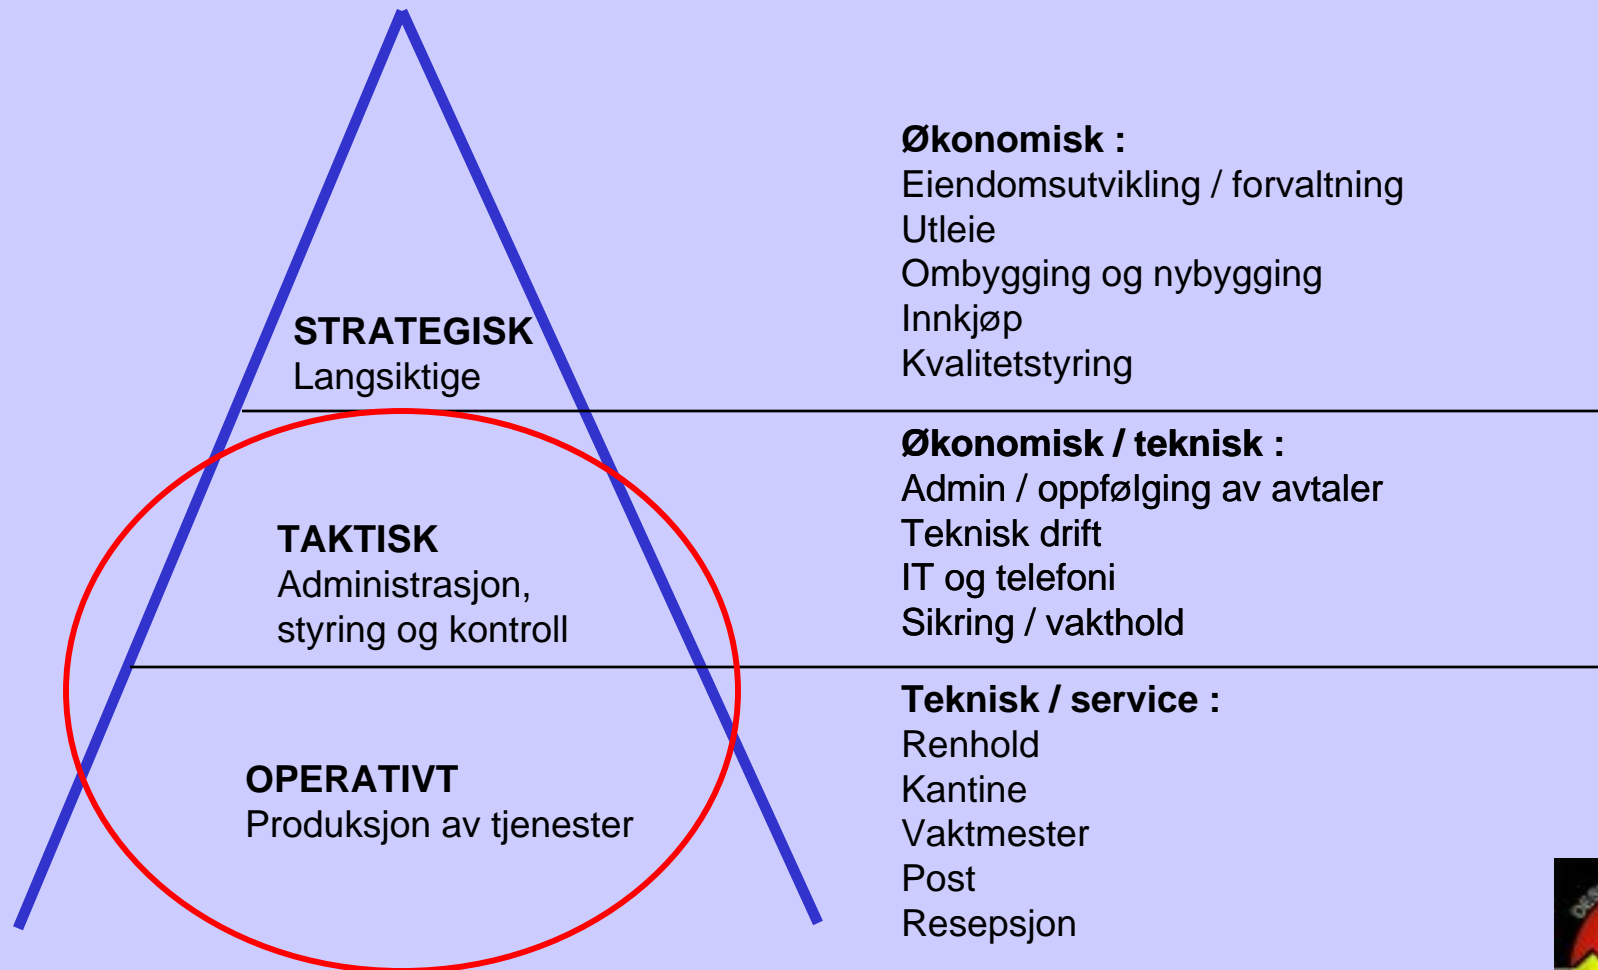 STRATEGISK
Langsiktige
Økonomisk :
Eiendomsutvikling / forvaltning
Utleie
Ombygging og nybygging
Innkjøp
Kvalitetstyring
TAKTISK
Administrasjon,
styring og kontroll
Økonomisk / teknisk :
Admin / oppfølging av avtaler
Teknisk drift
IT og telefoni
Sikring / vakthold
OPERATIVT
Produksjon av tjenester
Teknisk / service :
Renhold
Kantine
Vaktmester
Post
Resepsjon